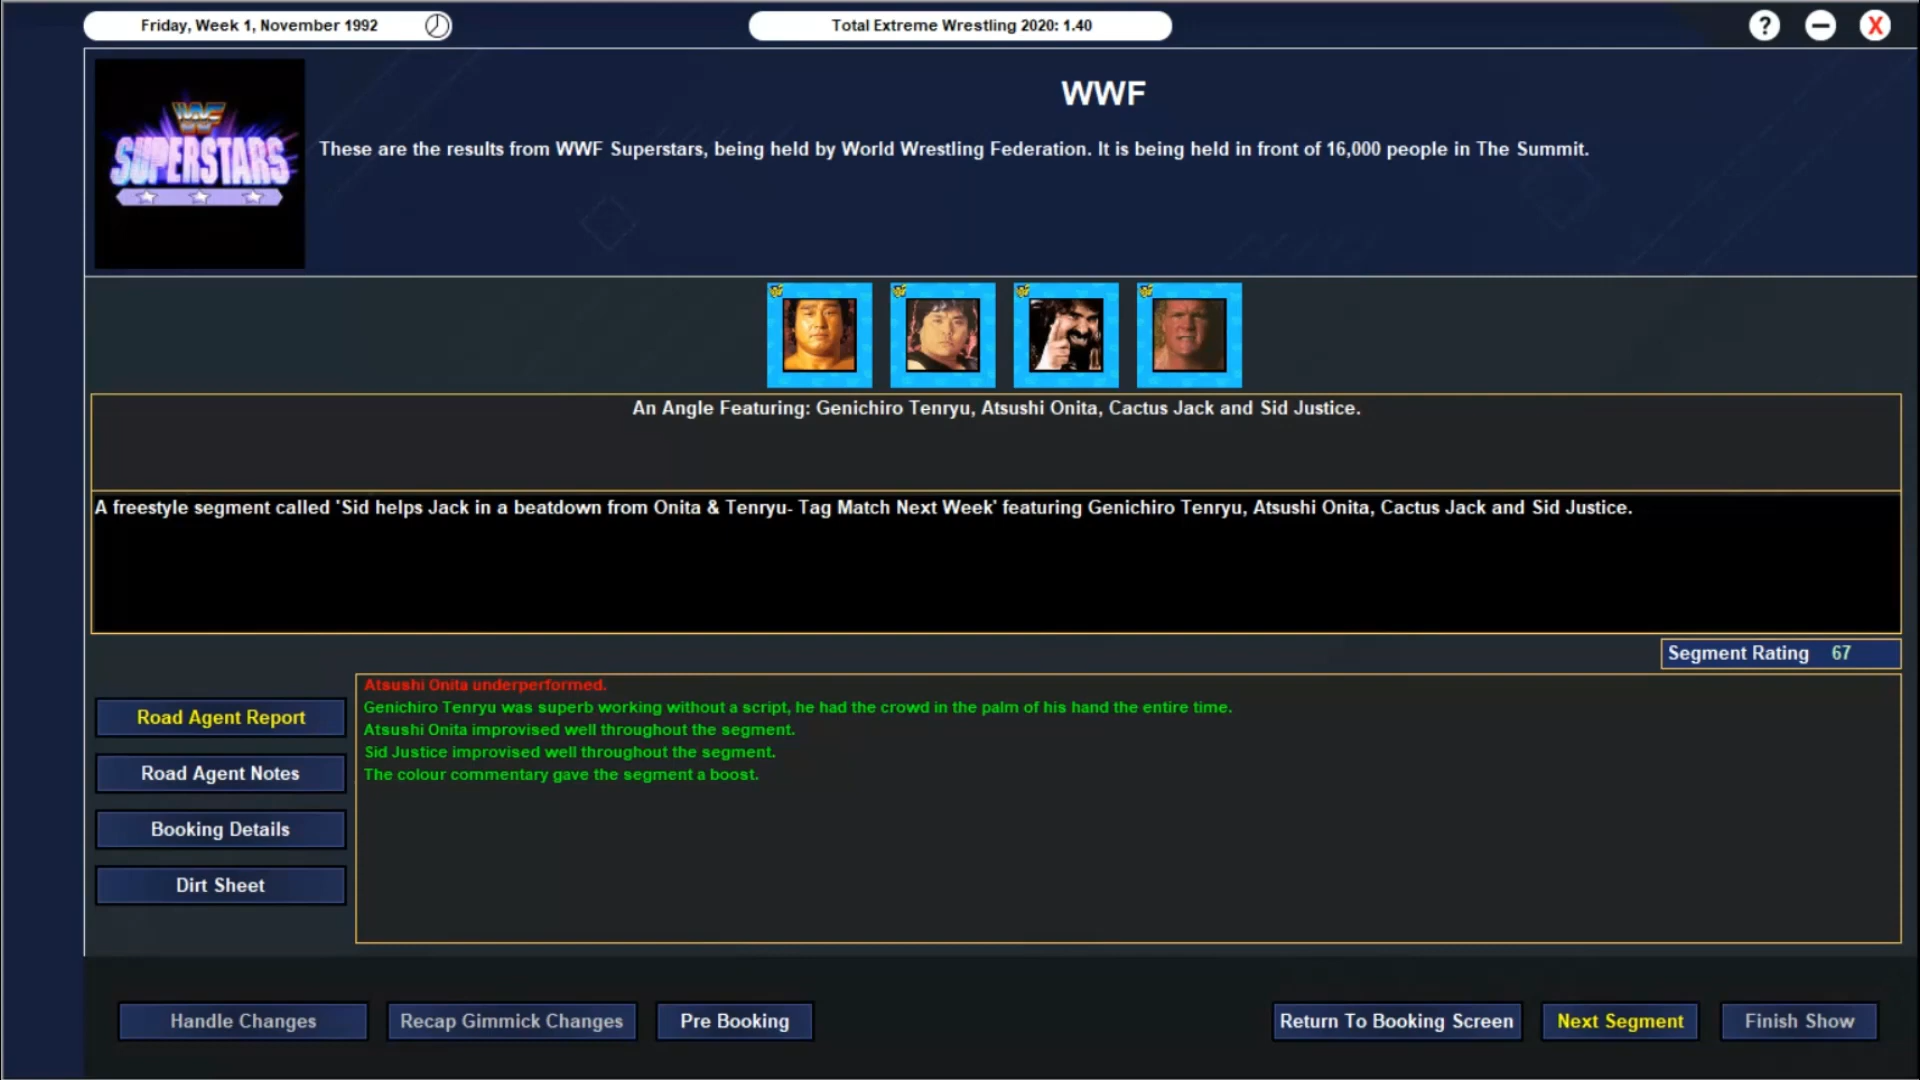 Friday, Week 1, November 1992
Total Extreme Wrestling 2020: 1.40
?
X
WWF
SUPERSTARS
WWF
These are the results from WWF Superstars, being held by World Wrestling Federation. It is being held in front of 16,000 people in The Summit.
An Angle Featuring: Genichiro Tenryu, Atsushi Onita, Cactus Jack and Sid Justice.
A freestyle segment called 'Sid helps Jack in a beatdown from Onita & Tenryu- Tag Match Next Week' featuring Genichiro Tenryu, Atsushi Onita, Cactus Jack and Sid Justice.
Segment Rating 67
Road Agent Report
Road Agent Notes
Booking Details
Dirt Sheet
Atsushi Onita underperformed.
Genichiro Tenryu was superb working without a script, he had the crowd in the palm of his hand the entire time.
Atsushi Onita improvised well throughout the segment.
Sid Justice improvised well throughout the segment.
The colour commentary gave the segment a boost.
Handle Changes
Recap Gimmick Changes
Pre Booking
Return To Booking Screen
Next Segment
Finish Show